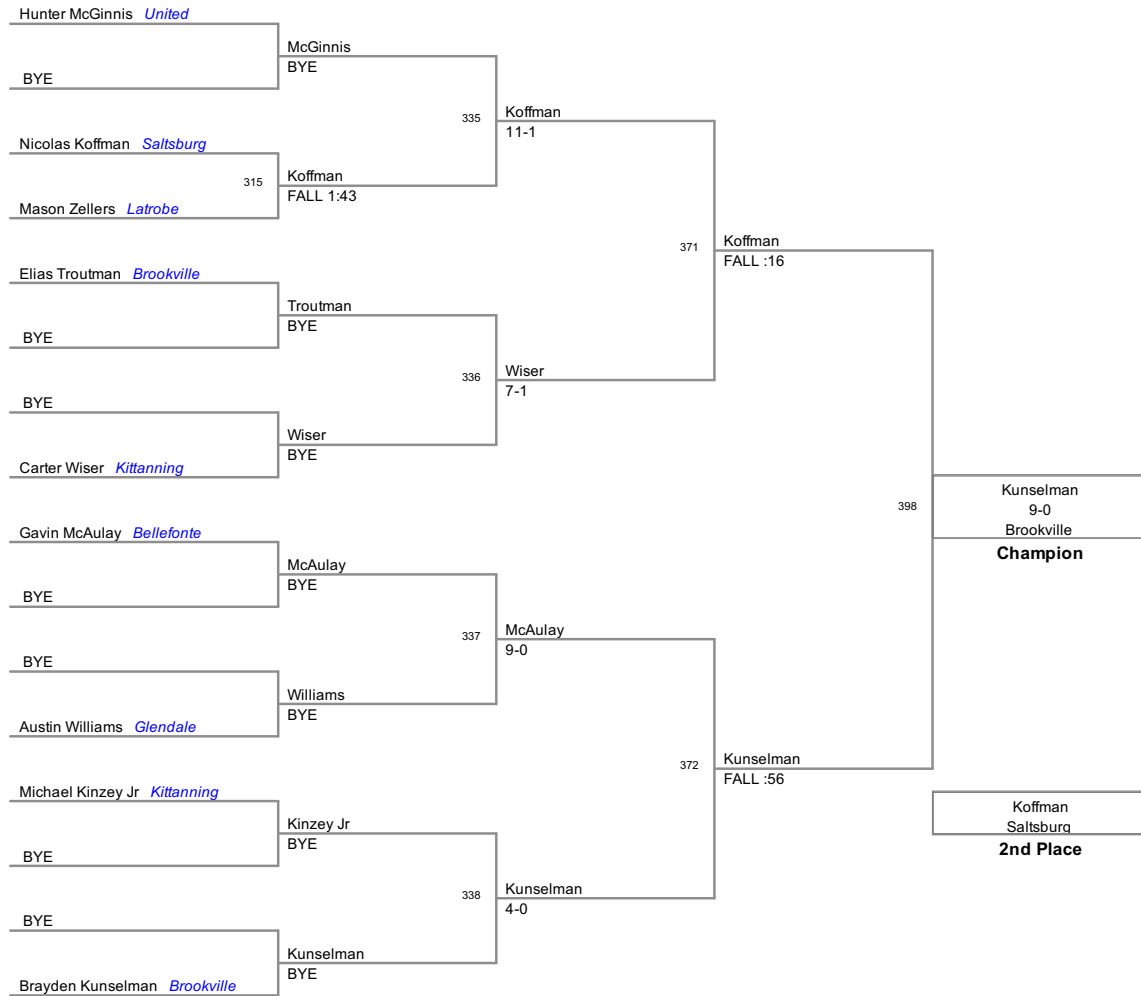 Hunter McGinnis United
McGinnis
BYE
BYE
335
Koffman
11-1
Nicolas Koffman Saltsburg
315
Koffman
FALL 1:43
Mason Zellers Latrobe
371
Koffman
FALL :16
Elias Troutman Brookville
Troutman
BYE
BYE
336
Wiser
7-1
BYE
Wiser
BYE
Carter Wiser Kittanning
398
Kunselman
9-0
Brookville
Champion
Gavin McAulay Bellefonte
McAulay
BYE
BYE
337
McAulay
9-0
BYE
Williams
BYE
Austin Williams Glendale
372
Kunselman
FALL :56
Michael Kinzey Jr Kittanning
Kinzey Jr
BYE
BYE
Koffman
Saltsburg
2nd Place
338
Kunselman
4-0
BYE
Kunselman
BYE
Brayden Kunselman Brookville